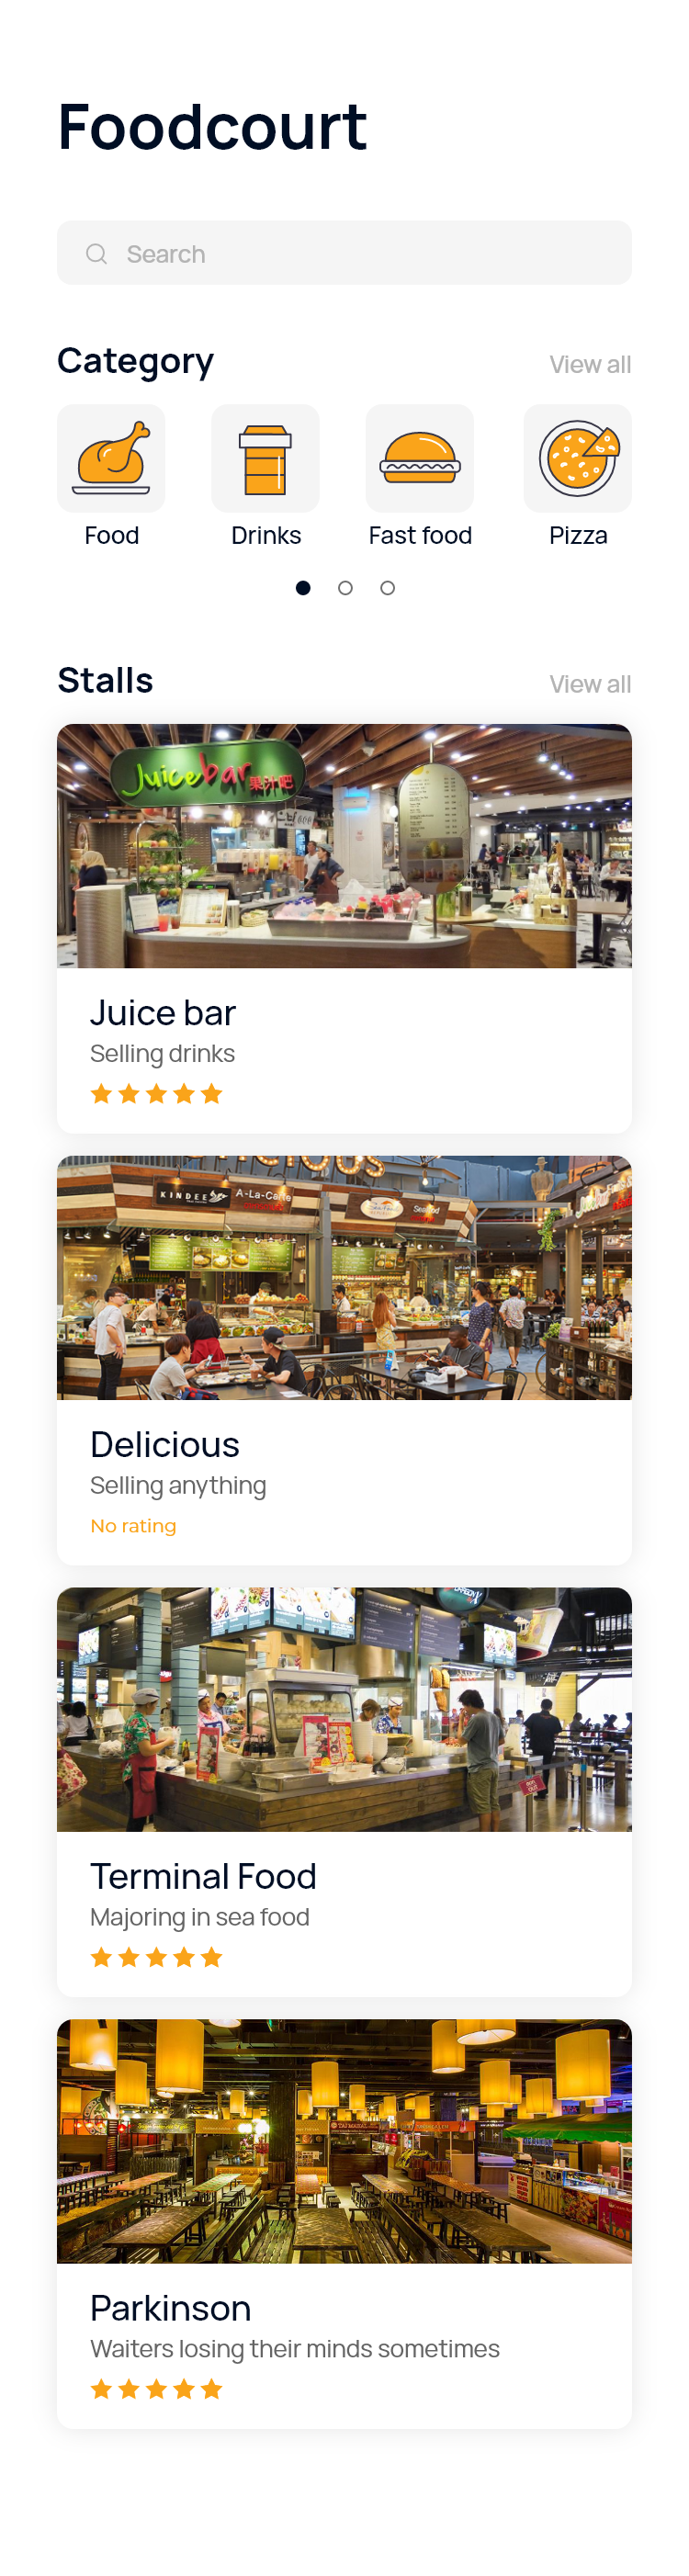 Foodcourt
Search
Category
View all
Food
Drinks
Fast food
Pizza
Stalls
View all
Juicebar 果汁吧
Juice bar
Selling drinks
KINDEE
A-La-Carte
Seafood
Delicious
Selling anything
No rating
Terminal Food
Majoring in sea food
Parkinson
Waiters losing their minds sometimes